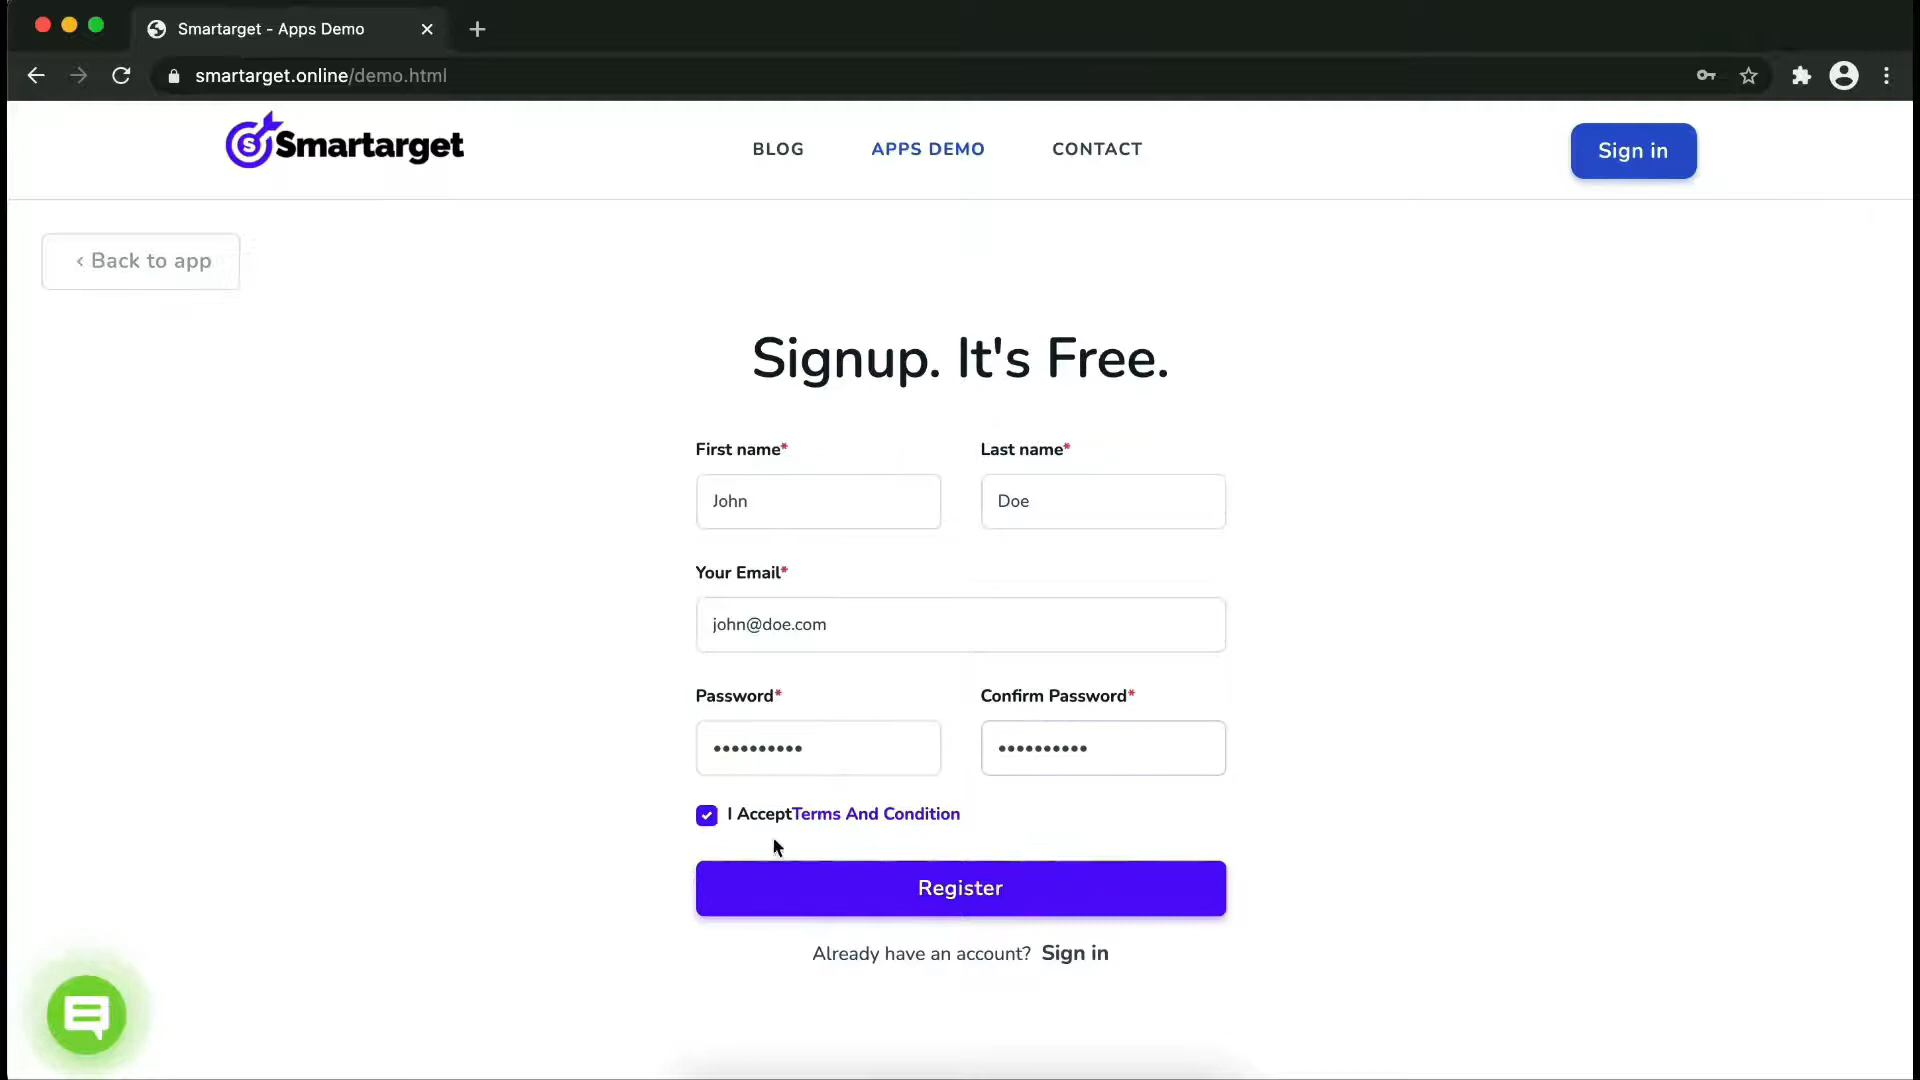 Smartarget - Apps Demo
smartarget.online/demo.html
Smartarget
BLOG
APPS DEMO
CONTACT
Sign in
‹ Back to app
Signup. It's Free.
First name*
Last name*
John
Doe
Your Email*
john@doe.com
Password*
Confirm Password*
••••••••••
••••••••••
I AcceptTerms And Condition
Register
Already have an account? Sign in